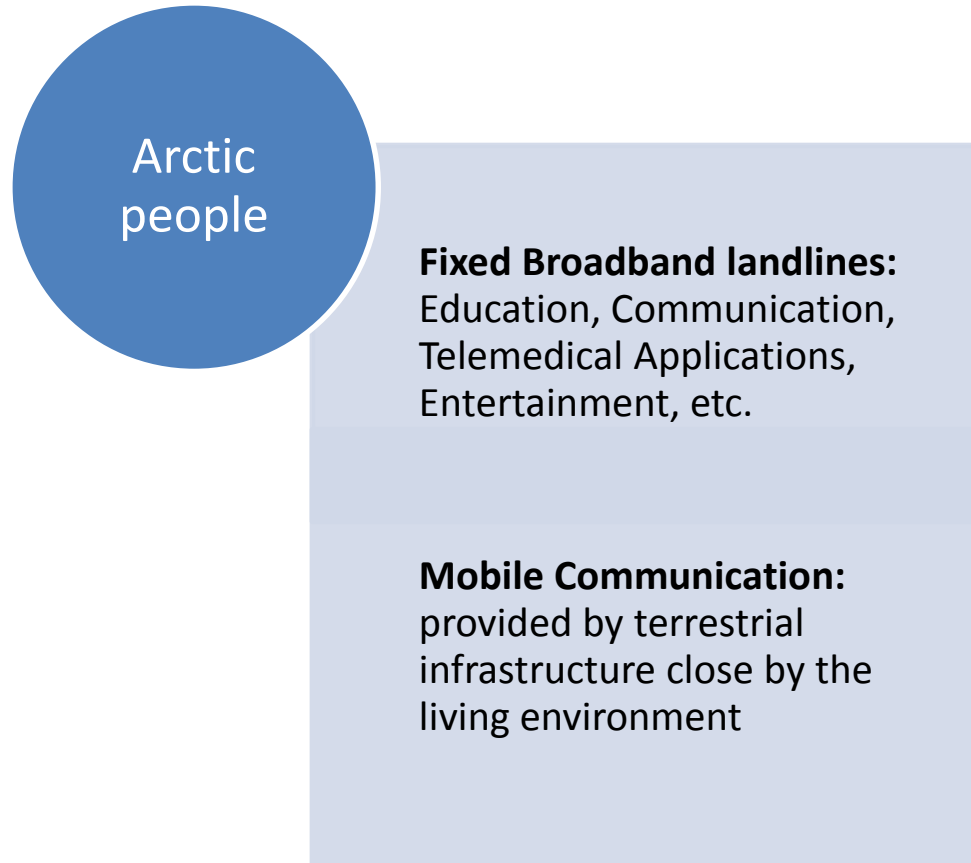 Arctic
people
Fixed Broadband landlines:
Education, Communication,
Telemedical Applications,
Entertainment, etc.
Mobile Communication:
provided by terrestrial
infrastructure close by the
living environment